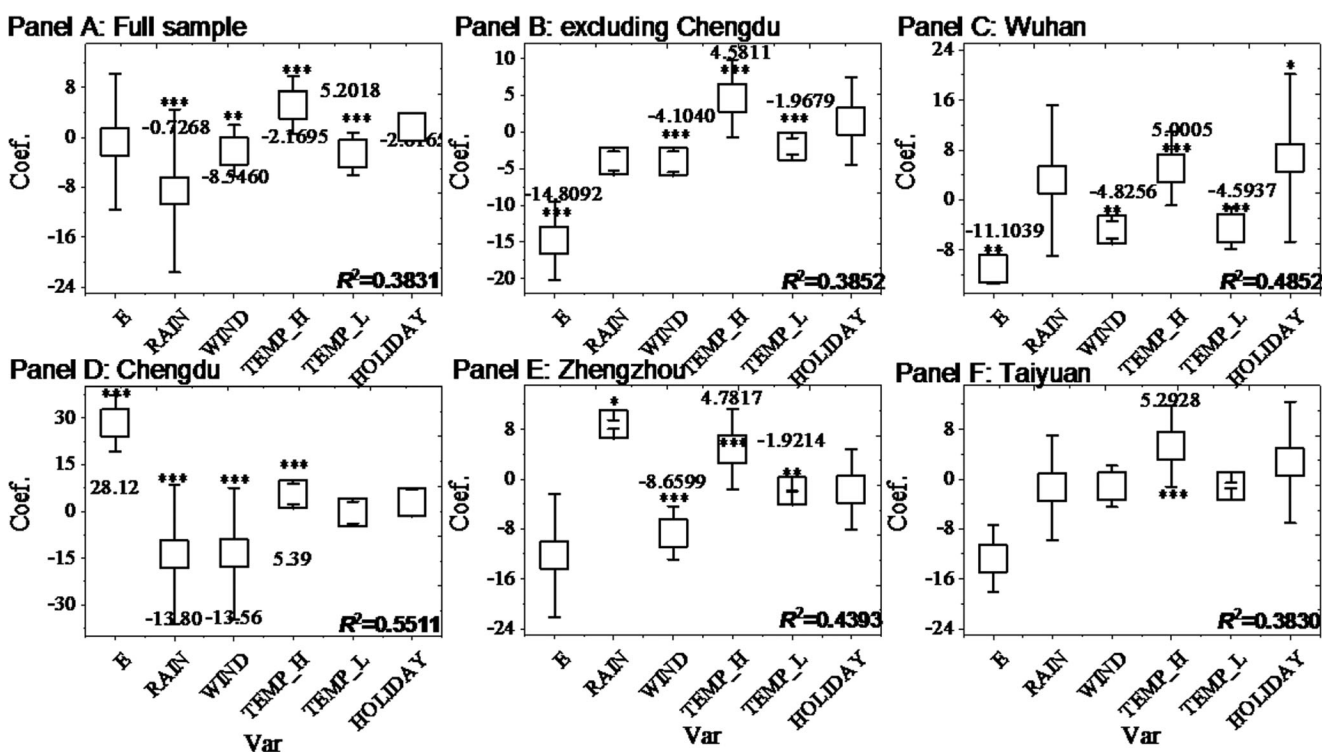 Panel A: Full sample
8
0
-8
-16
-24
Coef.
***
-0.7268
**
-8.5460
***
-2.1695
5.2018
***
R²=0.3831
E
RAIN
WIND
TEMP_H
TEMP_L
HOLIDAY
Panel B: excluding Chengdu
10
5
0
-5
-10
-15
-20
Coef.
-14.8092
***
-4.1040
***
4.5811
***
-1.9679
***
R²=0.3852
E
RAIN
WIND
TEMP_H
TEMP_L
HOLIDAY
Panel C: Wuhan
24
16
8
0
-8
Coef.
-11.1039
**
-4.8256
**
5.0005
***
-4.5937
***
*
R²=0.4852
E
RAIN
WIND
TEMP_H
TEMP_L
HOLIDAY
Panel D: Chengdu
30
15
0
-15
-30
Coef.
***
28.12
***
-13.80
***
-13.56
***
5.39
R²=0.5511
E
RAIN
WIND
TEMP_H
TEMP_L
HOLIDAY
Var
Panel E: Zhengzhou
8
0
-8
-16
-24
Coef.
*
-8.6599
***
4.7817
***
-1.9214
**
R²=0.4393
E
RAIN
WIND
TEMP_H
TEMP_L
HOLIDAY
Var
Panel F: Taiyuan
8
0
-8
-16
-24
Coef.
5.2928
***
R²=0.3830
E
RAIN
WIND
TEMP_H
TEMP_L
HOLIDAY
Var